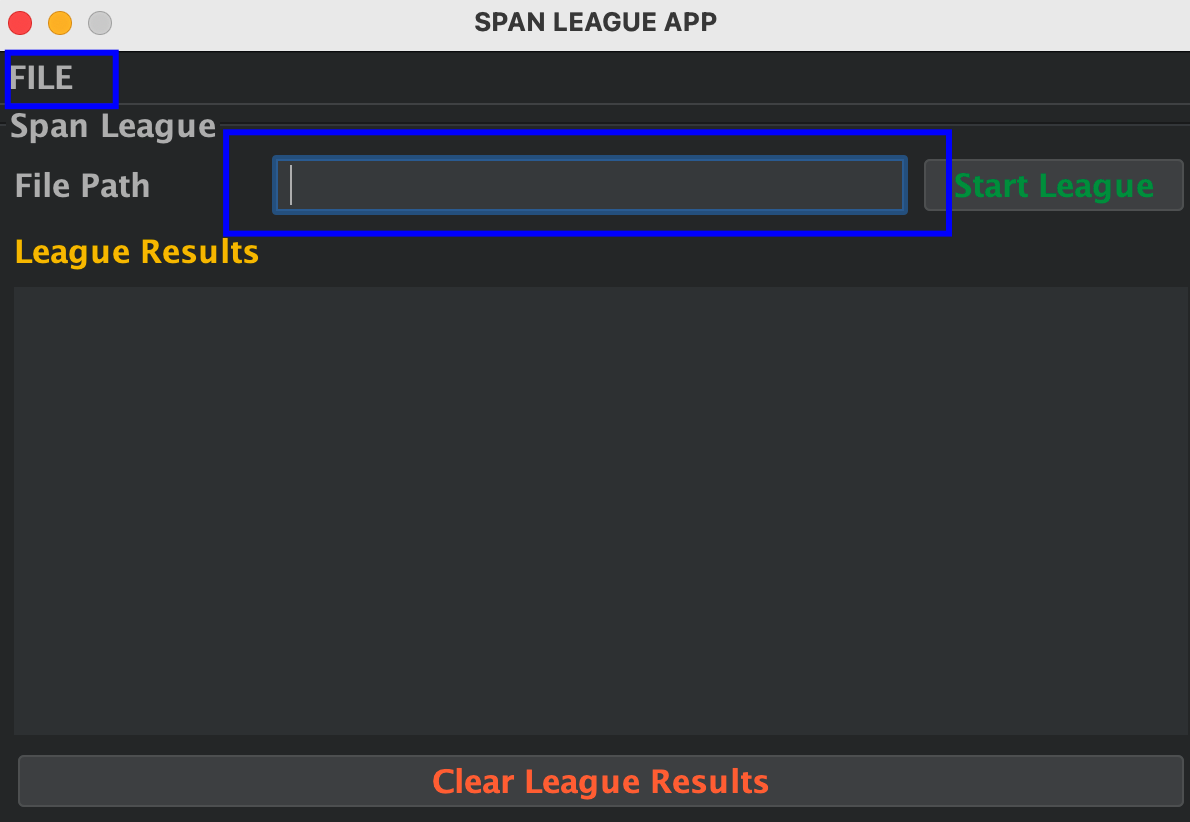 SPAN LEAGUE APP
FILE
Span League
File Path
Start League
League Results
Clear League Results